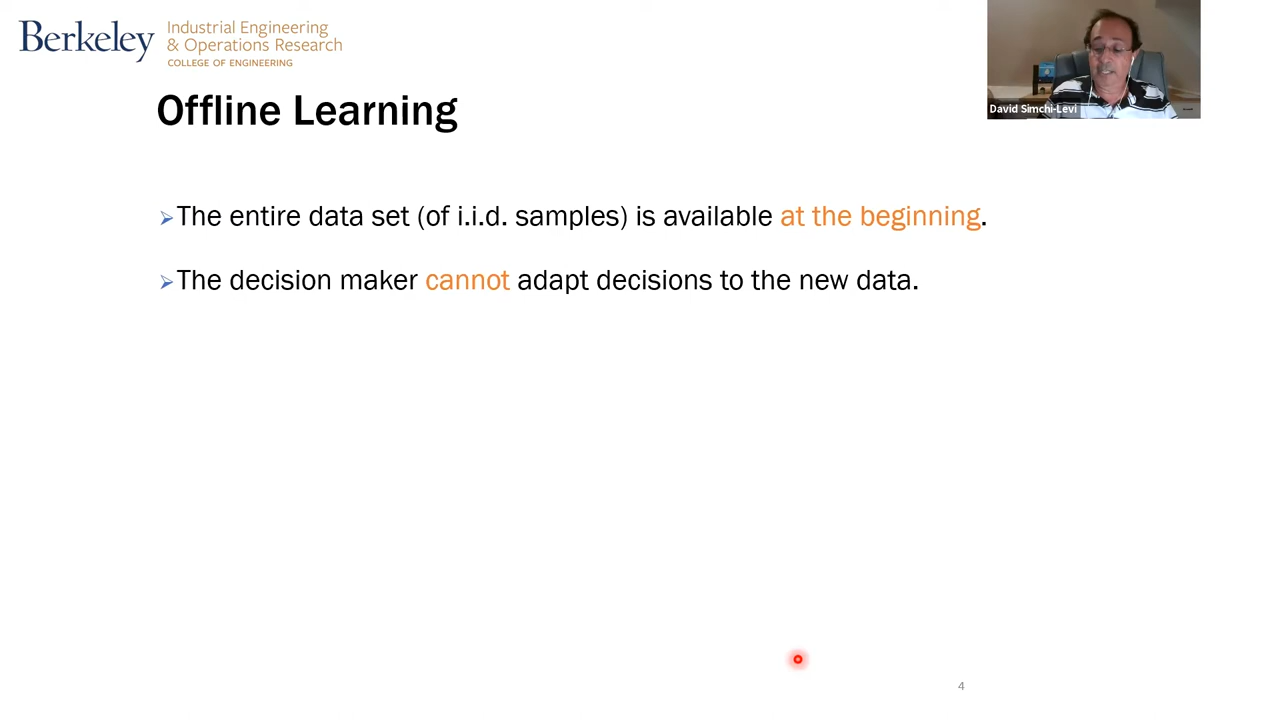 Berkeley
Industrial Engineering
& Operations Research
COLLEGE OF ENGINEERING
David Simchi-Levi
Offline Learning
The entire data set (of i.i.d. samples) is available at the beginning.
The decision maker cannot adapt decisions to the new data.
4